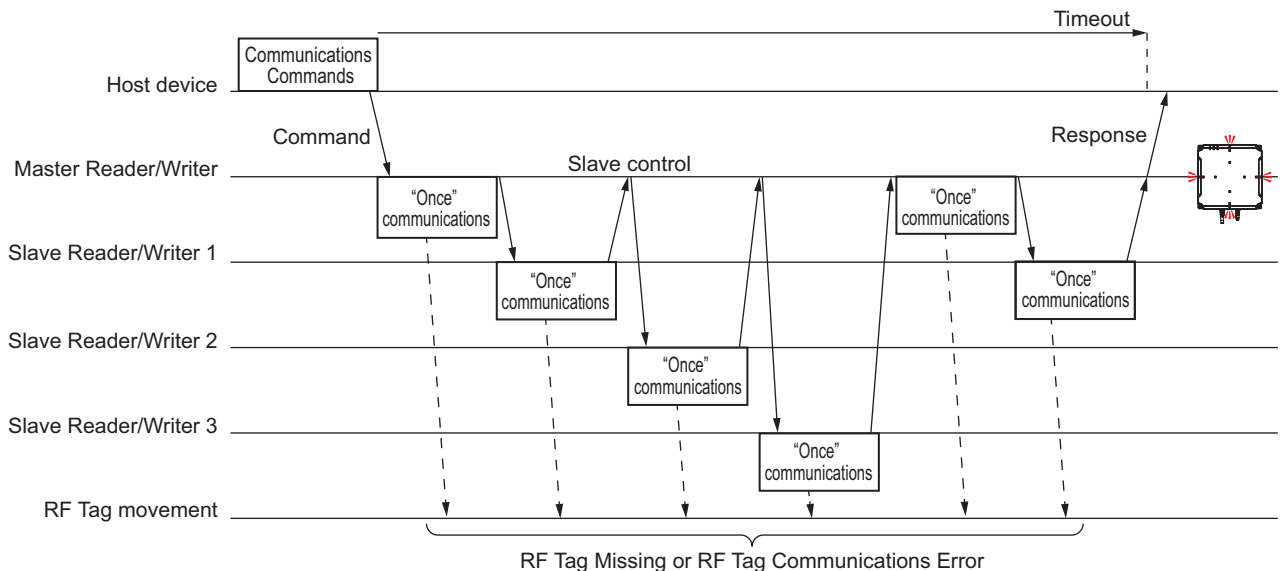 Timeout
Communications
Commands
Host device
Command
Response
Master Reader/Writer
Slave control
“Once”
communications
“Once”
communications
Slave Reader/Writer 1
“Once”
communications
“Once”
communications
Slave Reader/Writer 2
“Once”
communications
Slave Reader/Writer 3
“Once”
communications
RF Tag movement
RF Tag Missing or RF Tag Communications Error